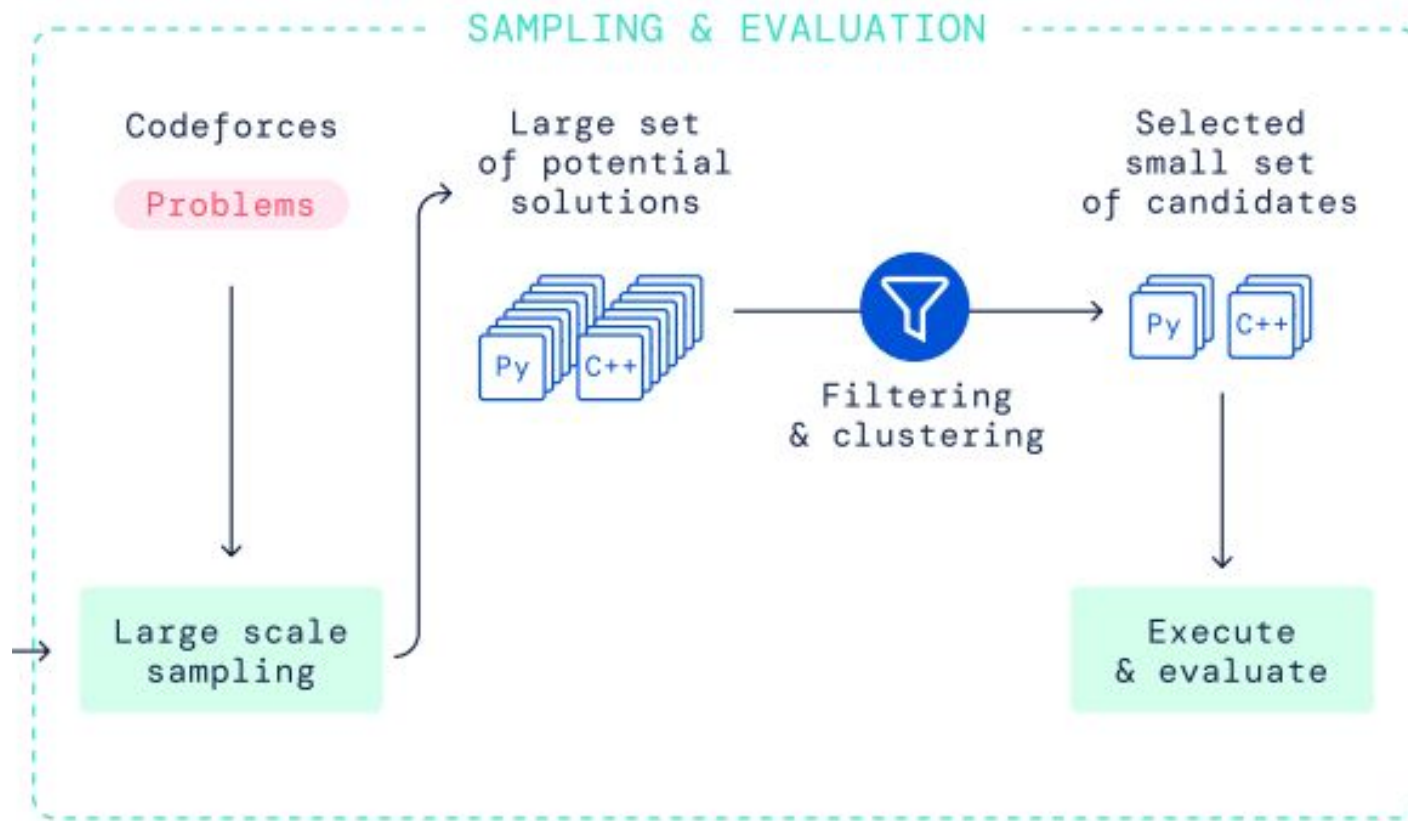 SAMPLING & EVALUATION
Codeforces
Problems
Large scale
sampling
Large set
of potential
solutions
Py
C++
Filtering
& clustering
Selected
small set
of candidates
Py
C++
Execute
& evaluate